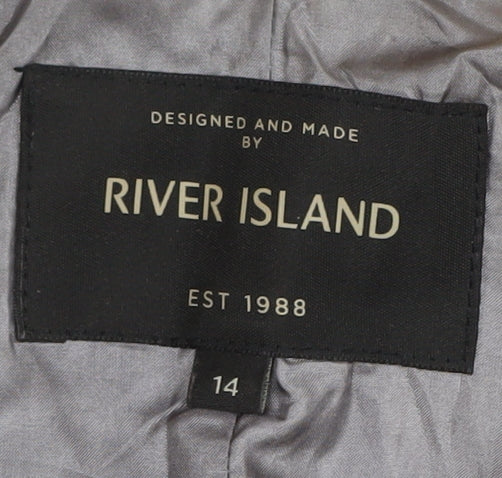 DESIGNED AND MADE
BY
RIVER ISLAND
EST 1988
14